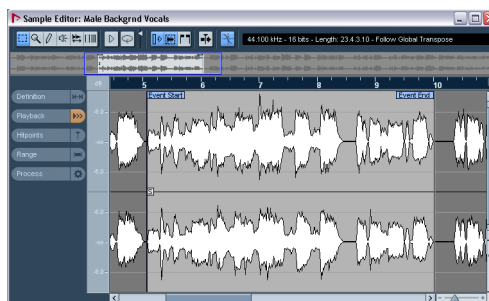 Sample Editor: Male Backgrnd Vocals
44.100 kHz - 16 bits - Length: 23.4.3.10 - Follow Global Transpose
dB 5 6 7 8 9 10
Event Start Event End
Definition
Playback
Hitpoints
Range
Process
S